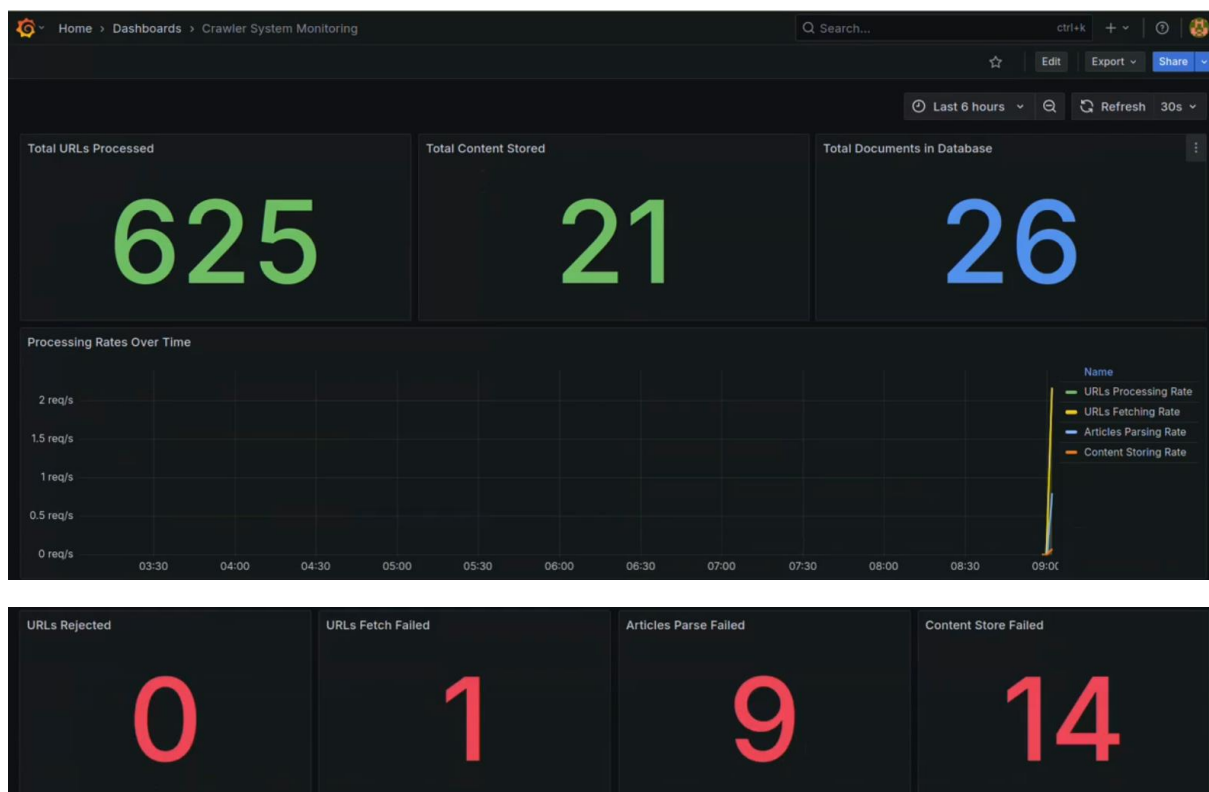 Home › Dashboards › Crawler System Monitoring
Search...
ctrl+k
Edit
Export
Share
Last 6 hours
Refresh
30s
Total URLs Processed
Total Content Stored
Total Documents in Database
625
21
26
Processing Rates Over Time
Name
URLs Processing Rate
URLs Fetching Rate
Articles Parsing Rate
Content Storing Rate
2 req/s
1.5 req/s
1 req/s
0.5 req/s
0 req/s
03:30
04:00
04:30
05:00
05:30
06:00
06:30
07:00
07:30
08:00
08:30
09:00
URLs Rejected
URLs Fetch Failed
Articles Parse Failed
Content Store Failed
0
1
9
14